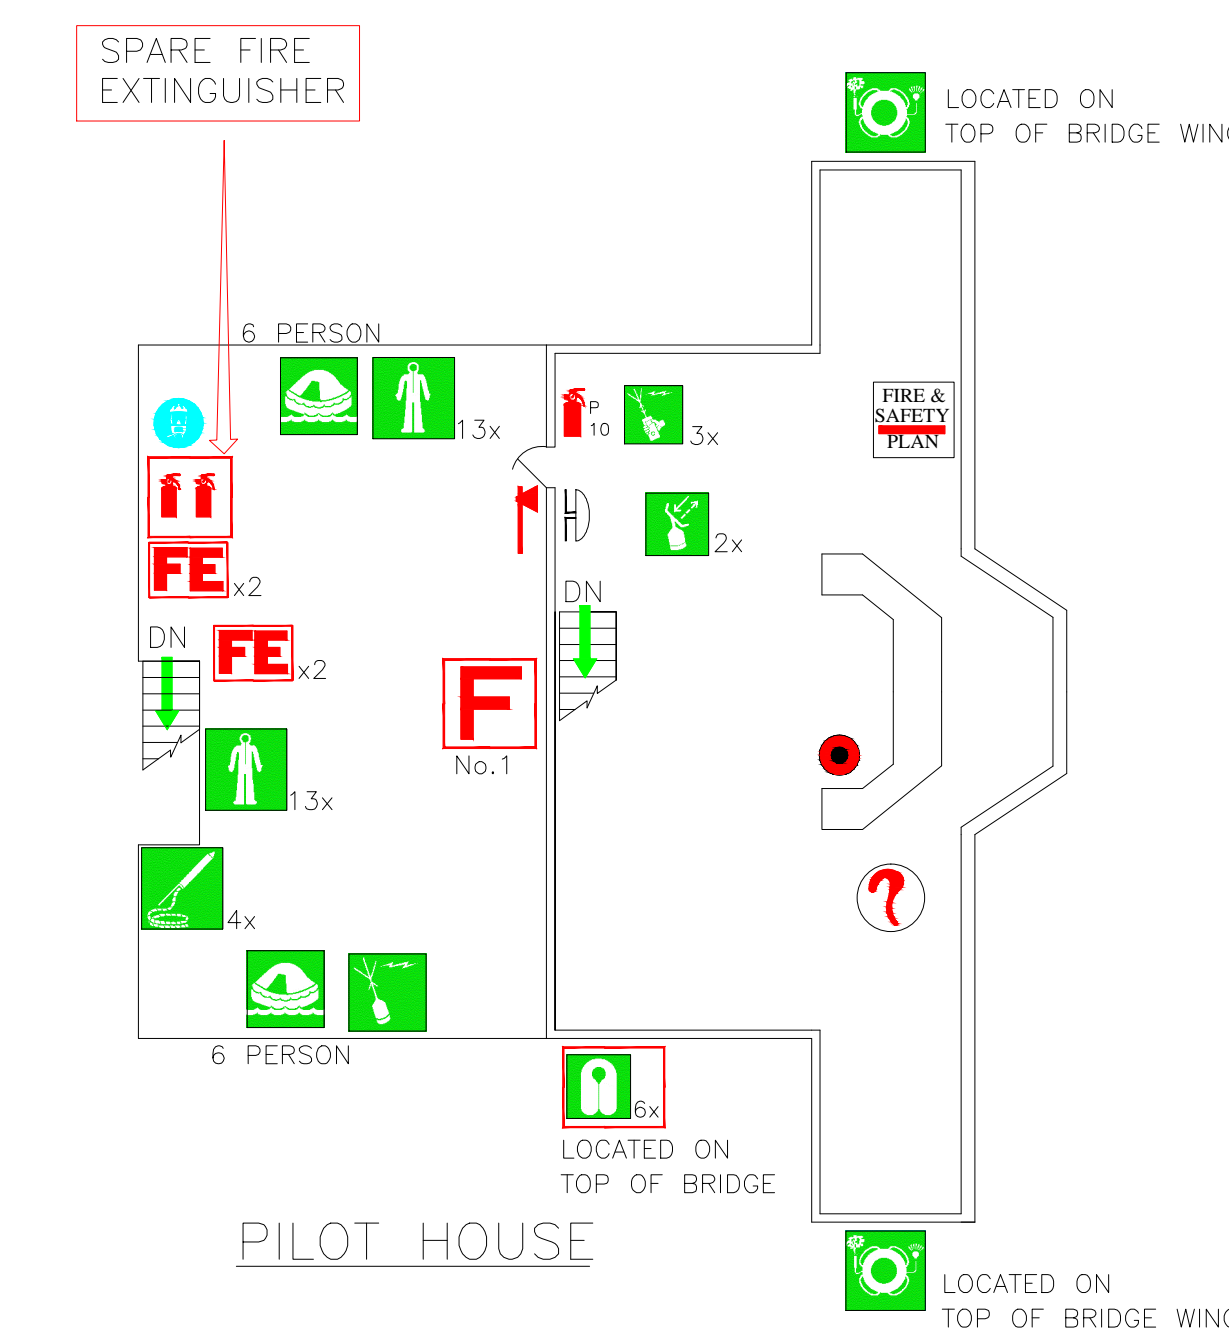 SPARE FIRE
EXTINGUISHER
LOCATED ON
TOP OF BRIDGE WING
6 PERSON
13x
P
10
3x
FIRE &
SAFETY
PLAN
2x
FE x2
DN
DN
FE x2
F
No.1
13x
4x
?
6 PERSON
6x
LOCATED ON
TOP OF BRIDGE
PILOT HOUSE
LOCATED ON
TOP OF BRIDGE WING